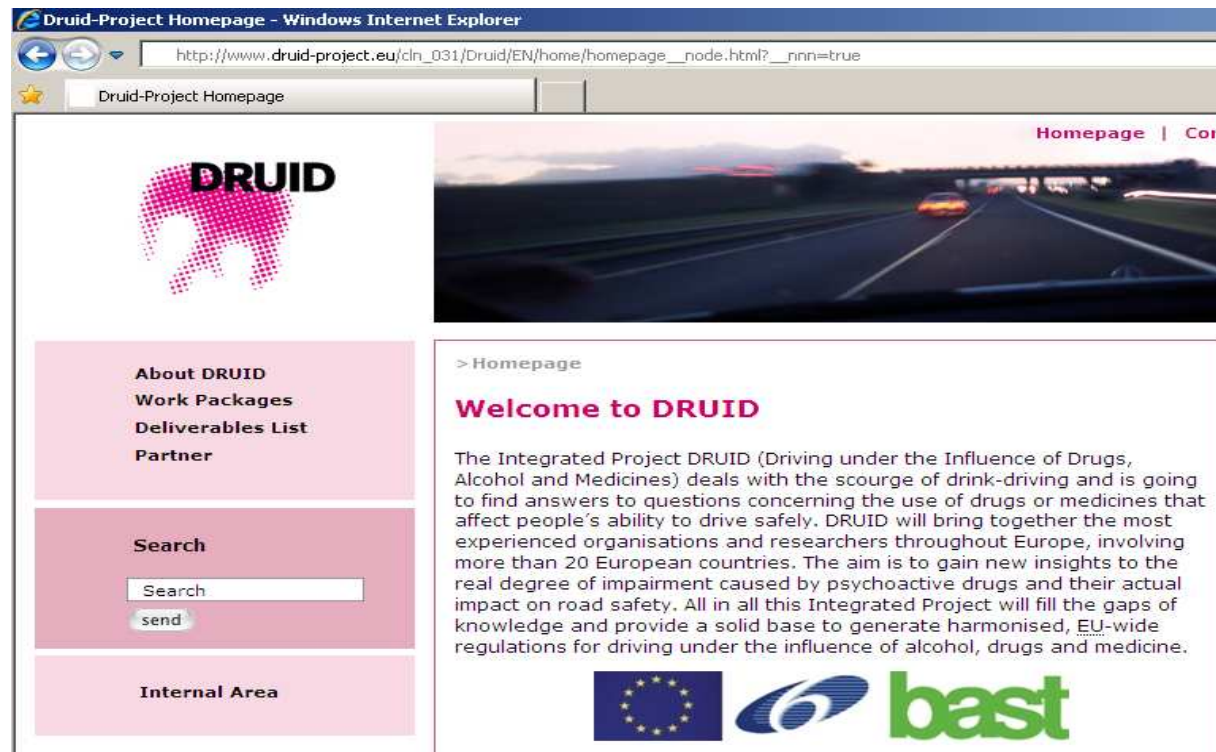 Druid-Project Homepage - Windows Internet Explorer
http://www.druid-project.eu/cln_031/Druid/EN/home/homepage__node.html?__nnn=true
Druid-Project Homepage
Homepage | Con
DRUID
About DRUID
Work Packages
Deliverables List
Partner
Search
Search
send
Internal Area
>Homepage
Welcome to DRUID
The Integrated Project DRUID (Driving under the Influence of Drugs,
Alcohol and Medicines) deals with the scourge of drink-driving and is going
to find answers to questions concerning the use of drugs or medicines that
affect people´s ability to drive safely. DRUID will bring together the most
experienced organisations and researchers throughout Europe, involving
more than 20 European countries. The aim is to gain new insights to the
real degree of impairment caused by psychoactive drugs and their actual
impact on road safety. All in all this Integrated Project will fill the gaps of
knowledge and provide a solid base to generate harmonised, EU-wide
regulations for driving under the influence of alcohol, drugs and medicine.
6 bast